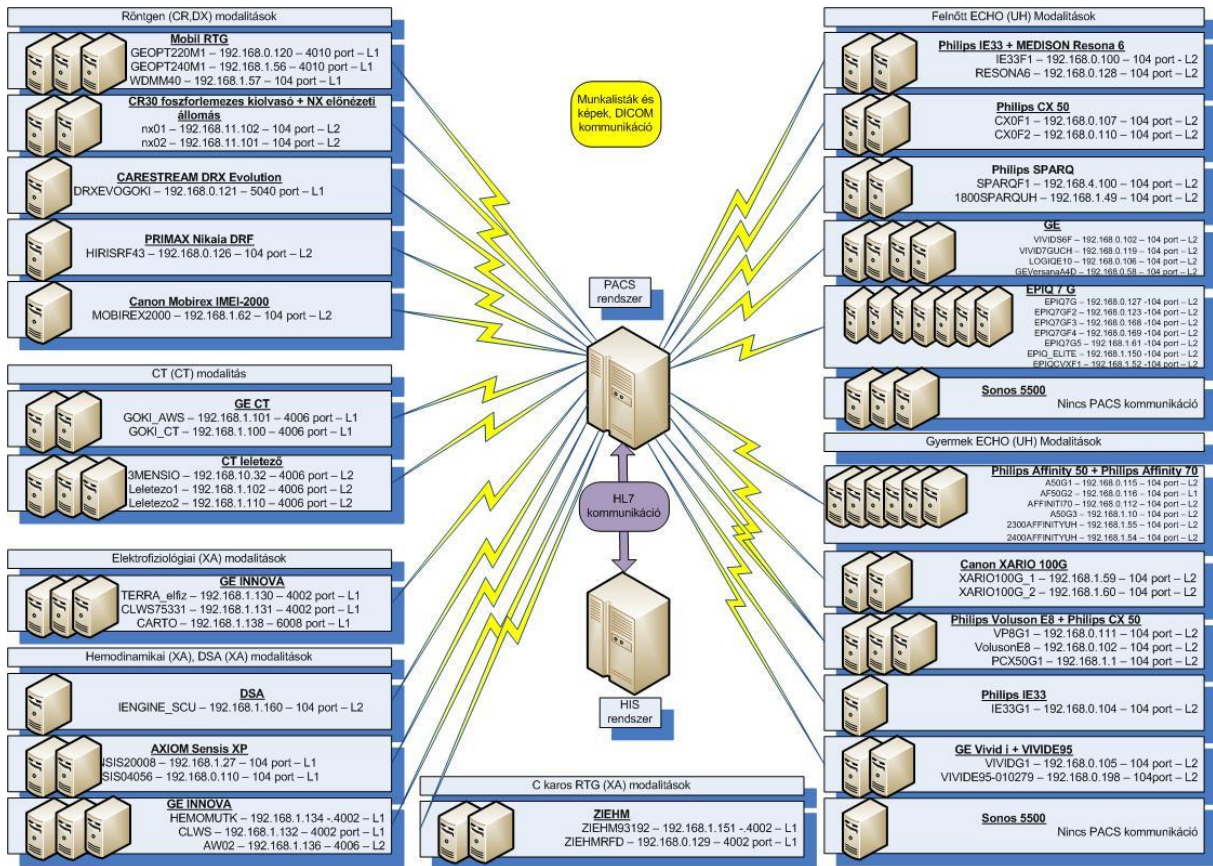 Röntgen (CR,DX) modalitások
Mobil RTG
GEOPT220M1 – 192.168.0.120 – 4010 port – L1
GEOPT240M1 – 192.168.1.56 – 4010 port – L1
WDMM40 – 192.168.1.57 – 104 port – L1
CR30 foszforlemezes kiolvasó + NX előnézeti
állomás
nx01 – 192.168.11.102 – 104 port – L2
nx02 – 192.168.11.101 – 104 port – L2
CARESTREAM DRX Evolution
DRXEVOGOKI – 192.168.0.121 – 5040 port – L1
PRIMAX Nikaia DRF
HIRISRF43 – 192.168.0.126 – 104 port – L2
Canon Mobirex IMEI-2000
MOBIREX2000 – 192.168.1.62 – 104 port – L2
CT (CT) modalitás
GE CT
GOKI_AWS – 192.168.1.101 – 4006 port – L1
GOKI_CT – 192.168.1.100 – 4006 port – L1
CT leletező
3MENSIO – 192.168.10.32 – 4006 port – L2
Leletezo1 – 192.168.1.102 – 4006 port – L2
Leletezo2 – 192.168.1.110 – 4006 port – L2
Elektrofiziológiai (XA) modalitások
GE INNOVA
TERRA_elfiz – 192.168.1.130 – 4002 port – L1
CLWS75331 – 192.168.1.131 – 4002 port – L1
CARTO – 192.168.1.138 – 6008 port – L1
Hemodinamikai (XA), DSA (XA) modalitások
DSA
IENGINE_SCU – 192.168.1.160 – 104 port – L2
AXIOM Sensis XP
NSIS20008 – 192.168.1.27 – 104 port – L1
SIS04056 – 192.168.0.110 – 104 port – L1
GE INNOVA
HEMOMUTK – 192.168.1.134 -.4002 – L1
CLWS – 192.168.1.132 – 4002 port – L1
AW02 – 192.168.1.136 – 4006 – L2
Munkalisták és
képek, DICOM
kommunikáció
PACS
rendszer
HL7
kommunikáció
HIS
rendszer
C karos RTG (XA) modalitások
ZIEHM
ZIEHM93192 – 192.168.1.151 -.4002 – L1
ZIEHMRFD – 192.168.0.129 – 4002 port – L1
Felnőtt ECHO (UH) Modalitások
Philips IE33 + MEDISON Resona 6
IE33F1 – 192.168.0.100 – 104 port – L2
RESONA6 – 192.168.0.128 – 104 port – L2
Philips CX 50
CX0F1 – 192.168.0.107 – 104 port – L2
CX0F2 – 192.168.0.110 – 104 port – L2
Philips SPARQ
SPARQF1 – 192.168.4.100 – 104 port – L2
1800SPARQUH – 192.168.1.49 – 104 port – L2
GE
VIVIDS6F – 192.168.0.102 – 104 port – L2
VIVID7GUCH – 192.168.0.119 – 104 port – L2
LOGIQE10 – 192.168.0.106 – 104 port – L2
GEVersanaA4D – 192.168.0.58 – 104 port – L2
EPIQ 7 G
EPIQ7G – 192.168.0.127 -104 port – L2
EPIQ7GF2 – 192.168.0.123 -104 port – L2
EPIQ7GF3 – 192.168.0.168 -104 port – L2
EPIQ7GF4 – 192.168.0.169 -104 port – L2
EPIQ7G5 – 192.168.1.61 -104 port – L2
EPIQ_ELITE – 192.168.1.150 -104 port – L2
EPIQCVXF1 – 192.168.1.52 -104 port – L2
Sonos 5500
Nincs PACS kommunikáció
Gyermek ECHO (UH) Modalitások
Philips Affinity 50 + Philips Affinity 70
A50G1 – 192.168.0.115 – 104 port – L2
AF50G2 – 192.168.0.116 – 104 port – L1
AFFINITI70 – 192.168.0.112 – 104 port – L2
A50G3 – 192.168.1.10 – 104 port – L2
2300AFFINITYUH – 192.168.1.55 – 104 port – L2
2400AFFINITYUH – 192.168.1.54 – 104 port – L2
Canon XARIO 100G
XARIO100G_1 – 192.168.1.59 – 104 port – L2
XARIO100G_2 – 192.168.1.60 – 104 port – L2
Philips Voluson E8 + Philips CX 50
VP8G1 – 192.168.0.111 – 104 port – L2
VolusonE8 – 192.168.0.102 – 104 port – L2
PCX50G1 – 192.168.1.1 – 104 port – L2
Philips IE33
IE33G1 – 192.168.0.104 – 104 port – L2
GE Vivid i + VIVIDE95
VIVIDG1 – 192.168.0.105 – 104 port – L2
VIVIDE95-010279 – 192.168.0.198 – 104port – L2
Sonos 5500
Nincs PACS kommunikáció